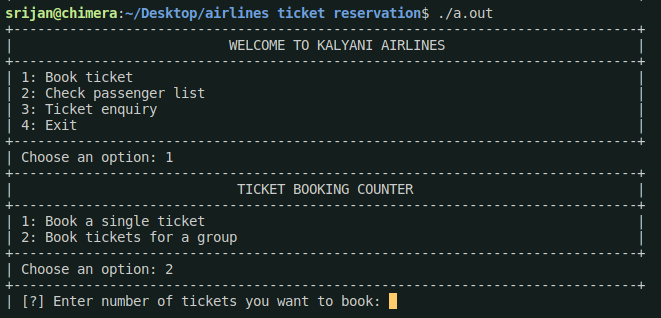 srijan@chimera:~/Desktop/airlines ticket reservation$ ./a.out
+------------------------------------------------------------------------------+
|                           WELCOME TO KALYANI AIRLINES                        |
+------------------------------------------------------------------------------+
| 1: Book ticket                                                               |
| 2: Check passenger list                                                      |
| 3: Ticket enquiry                                                            |
| 4: Exit                                                                      |
+------------------------------------------------------------------------------+
| Choose an option: 1
+------------------------------------------------------------------------------+
|                            TICKET BOOKING COUNTER                            |
+------------------------------------------------------------------------------+
| 1: Book a single ticket                                                      |
| 2: Book tickets for a group                                                  |
+------------------------------------------------------------------------------+
| Choose an option: 2
+------------------------------------------------------------------------------+
| [?] Enter number of tickets you want to book: